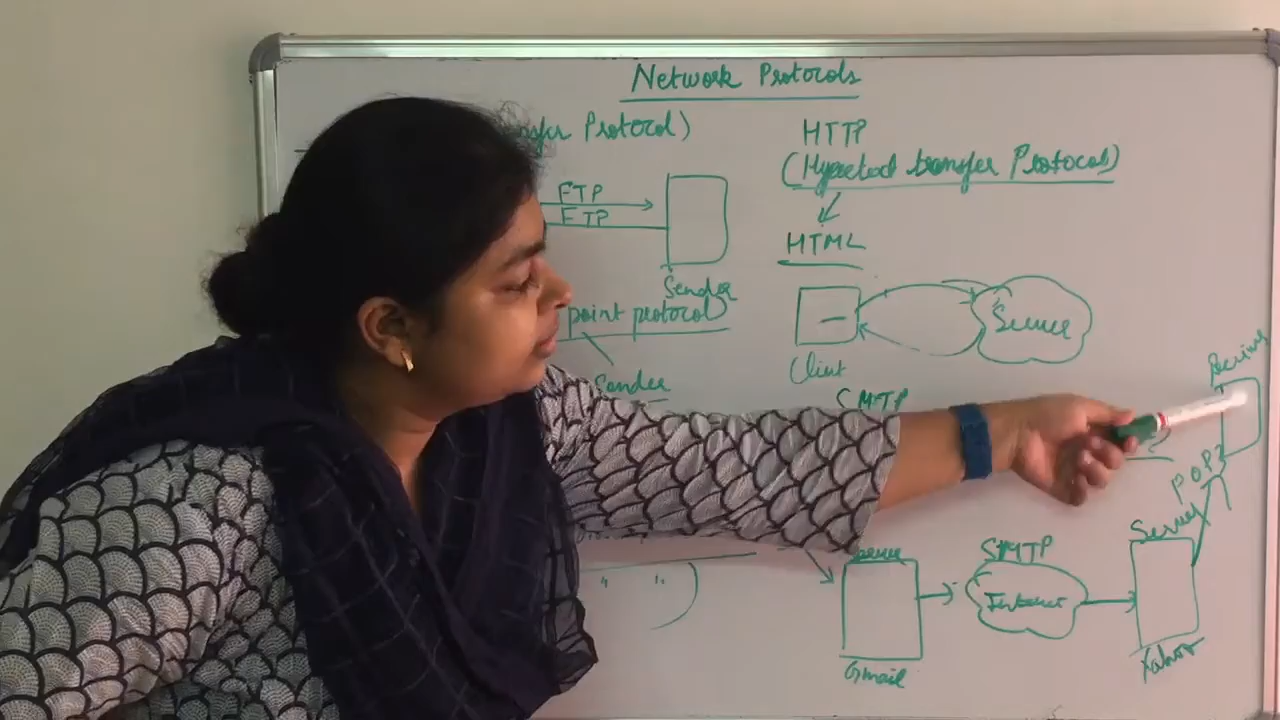 Network Protocols
Protocol)
FTP
FTP
Sender
point protocol
Sender
HTTP
(Hypertext transfer Protocol)
HTML
Client
Server
SMTP
POP3
Server
SMTP
Internet
Gmail
Yahoo